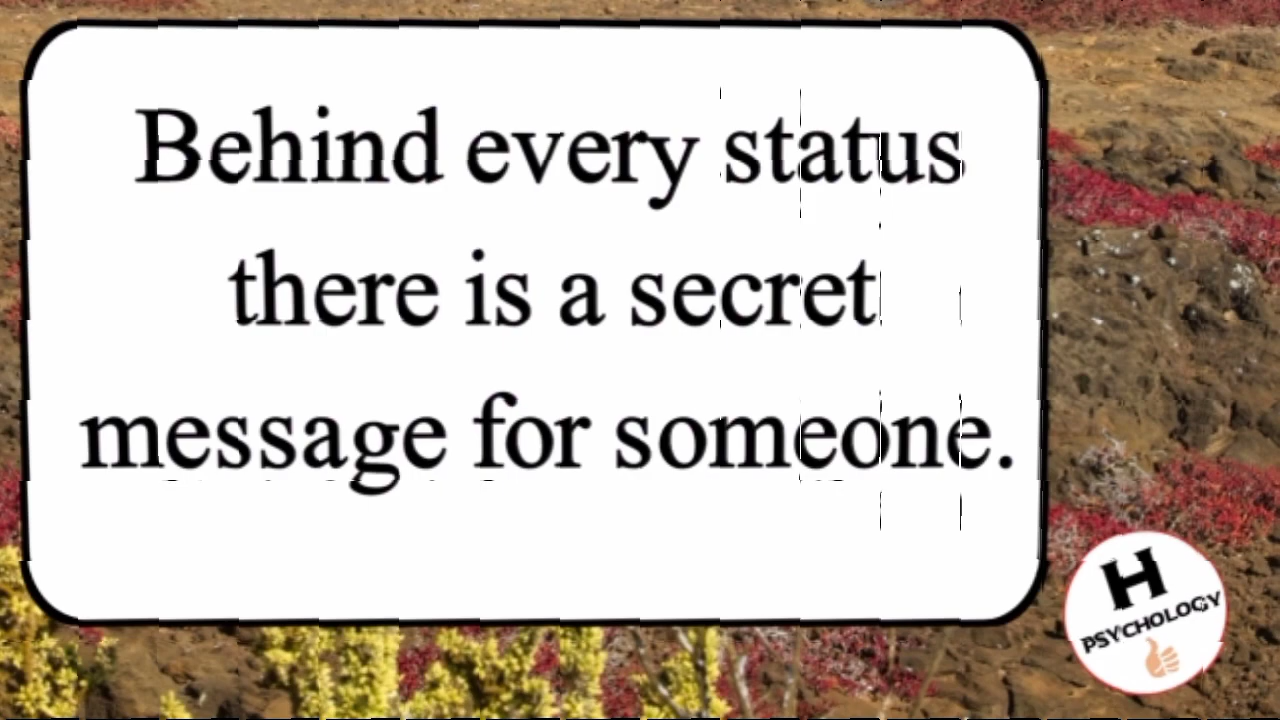 Behind every status
there is a secret
message for someone.
H
PSYCHOLOGY